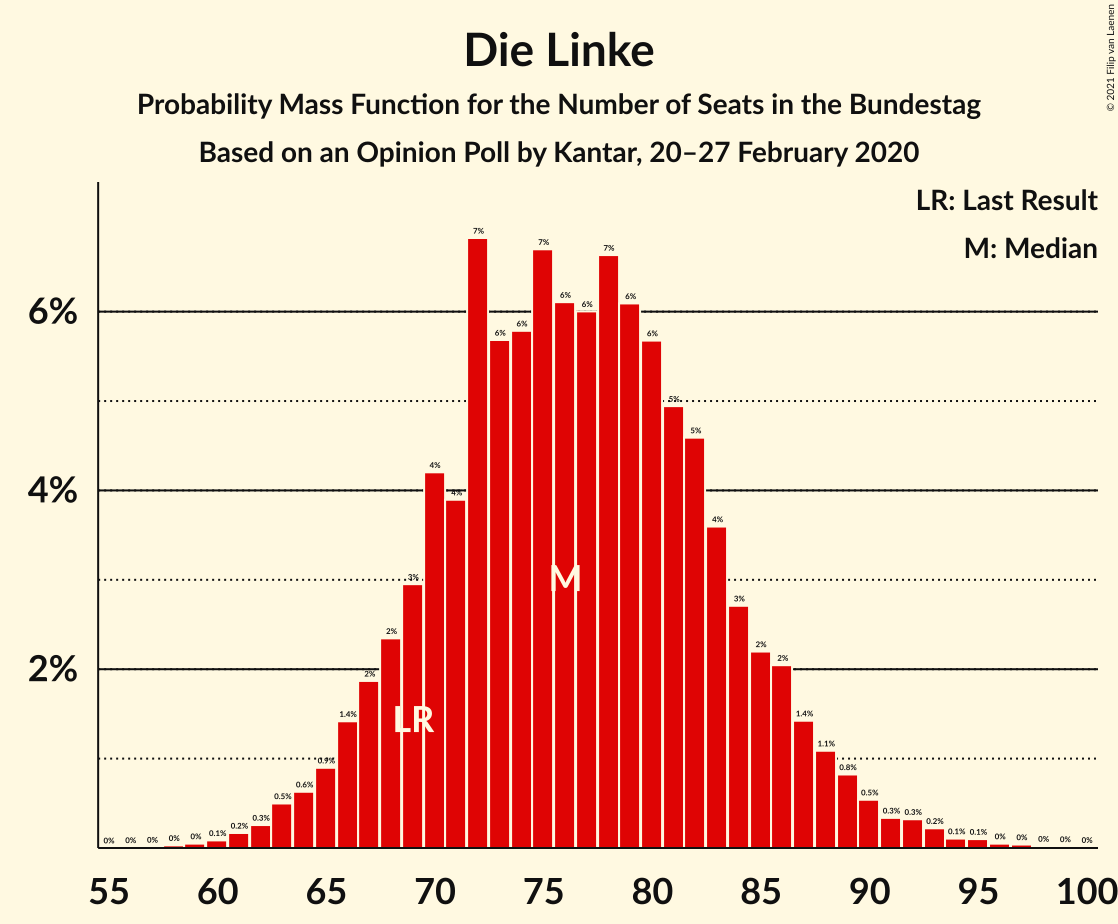 Die Linke
Probability Mass Function for the Number of Seats in the Bundestag
Based on an Opinion Poll by Kantar, 20–27 February 2020
© 2021 Filip van Laenen
LR: Last Result
M: Median
6%
4%
2%
0% 0% 0% 0% 0% 0.1% 0.2% 0.3% 0.5% 0.6% 0.9% 1.4% 2% 2% 3% 4% 4% 7% 6% 6% 7% 6% 6% 7% 6% 6% 5% 5% 4% 3% 2% 2% 1.4% 1.1% 0.8% 0.5% 0.3% 0.3% 0.2% 0.1% 0.1% 0% 0% 0% 0% 0%
M
LR
55 60 65 70 75 80 85 90 95 100